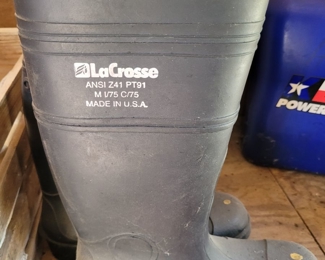 LaCrosse
ANSI Z41 PT91
M I/75 C/75
MADE IN U.S.A.
POWER